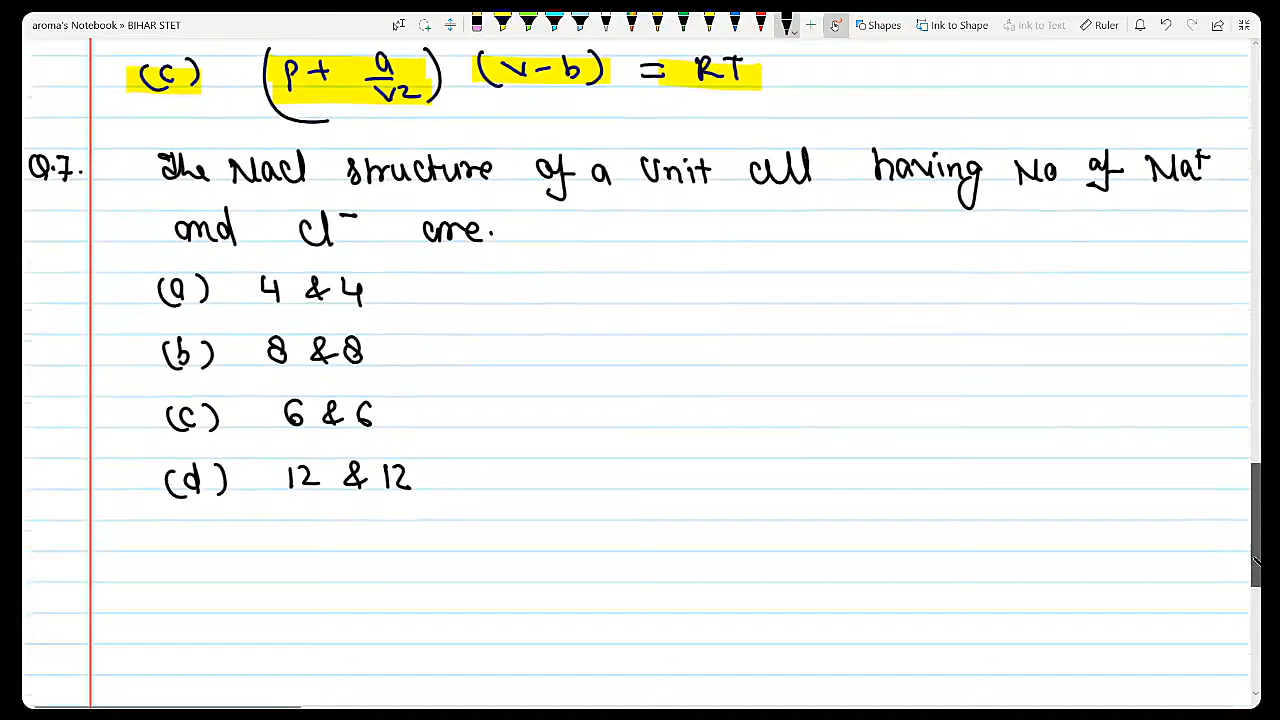 aroma's Notebook » BIHAR STET
Shapes Ink to Shape Ink to Text Ruler
(c) (P + a/v2) (v - b) = RT
Q.7. The Nacl structure of a Unit cell having No of Na+
and cl- are.
(a) 4 & 4
(b) 8 & 8
(c) 6 & 6
(d) 12 & 12